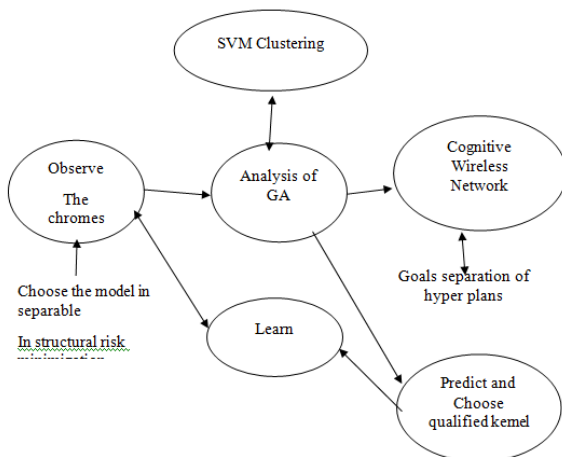 SVM Clustering
Observe
The
chromes
Analysis of
GA
Cognitive
Wireless
Network
Choose the model in
separable
In structural risk
minimization
Goals separation of
hyper plans
Learn
Predict and
Choose
qualified kernel